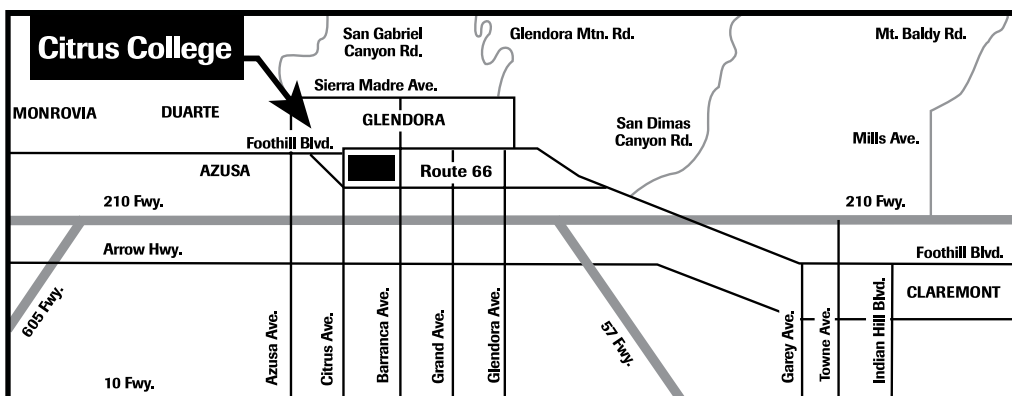 Citrus College
San Gabriel
Canyon Rd.
Glendora Mtn. Rd.
Mt. Baldy Rd.
Sierra Madre Ave.
MONROVIA
DUARTE
GLENDORA
San Dimas
Canyon Rd.
Mills Ave.
Foothill Blvd.
AZUSA
Route 66
210 Fwy.
210 Fwy.
Arrow Hwy.
Foothill Blvd.
CLAREMONT
605 Fwy.
Azusa Ave.
Citrus Ave.
Barranca Ave.
Grand Ave.
Glendora Ave.
57 Fwy.
Garey Ave.
Towne Ave.
Indian Hill Blvd.
10 Fwy.